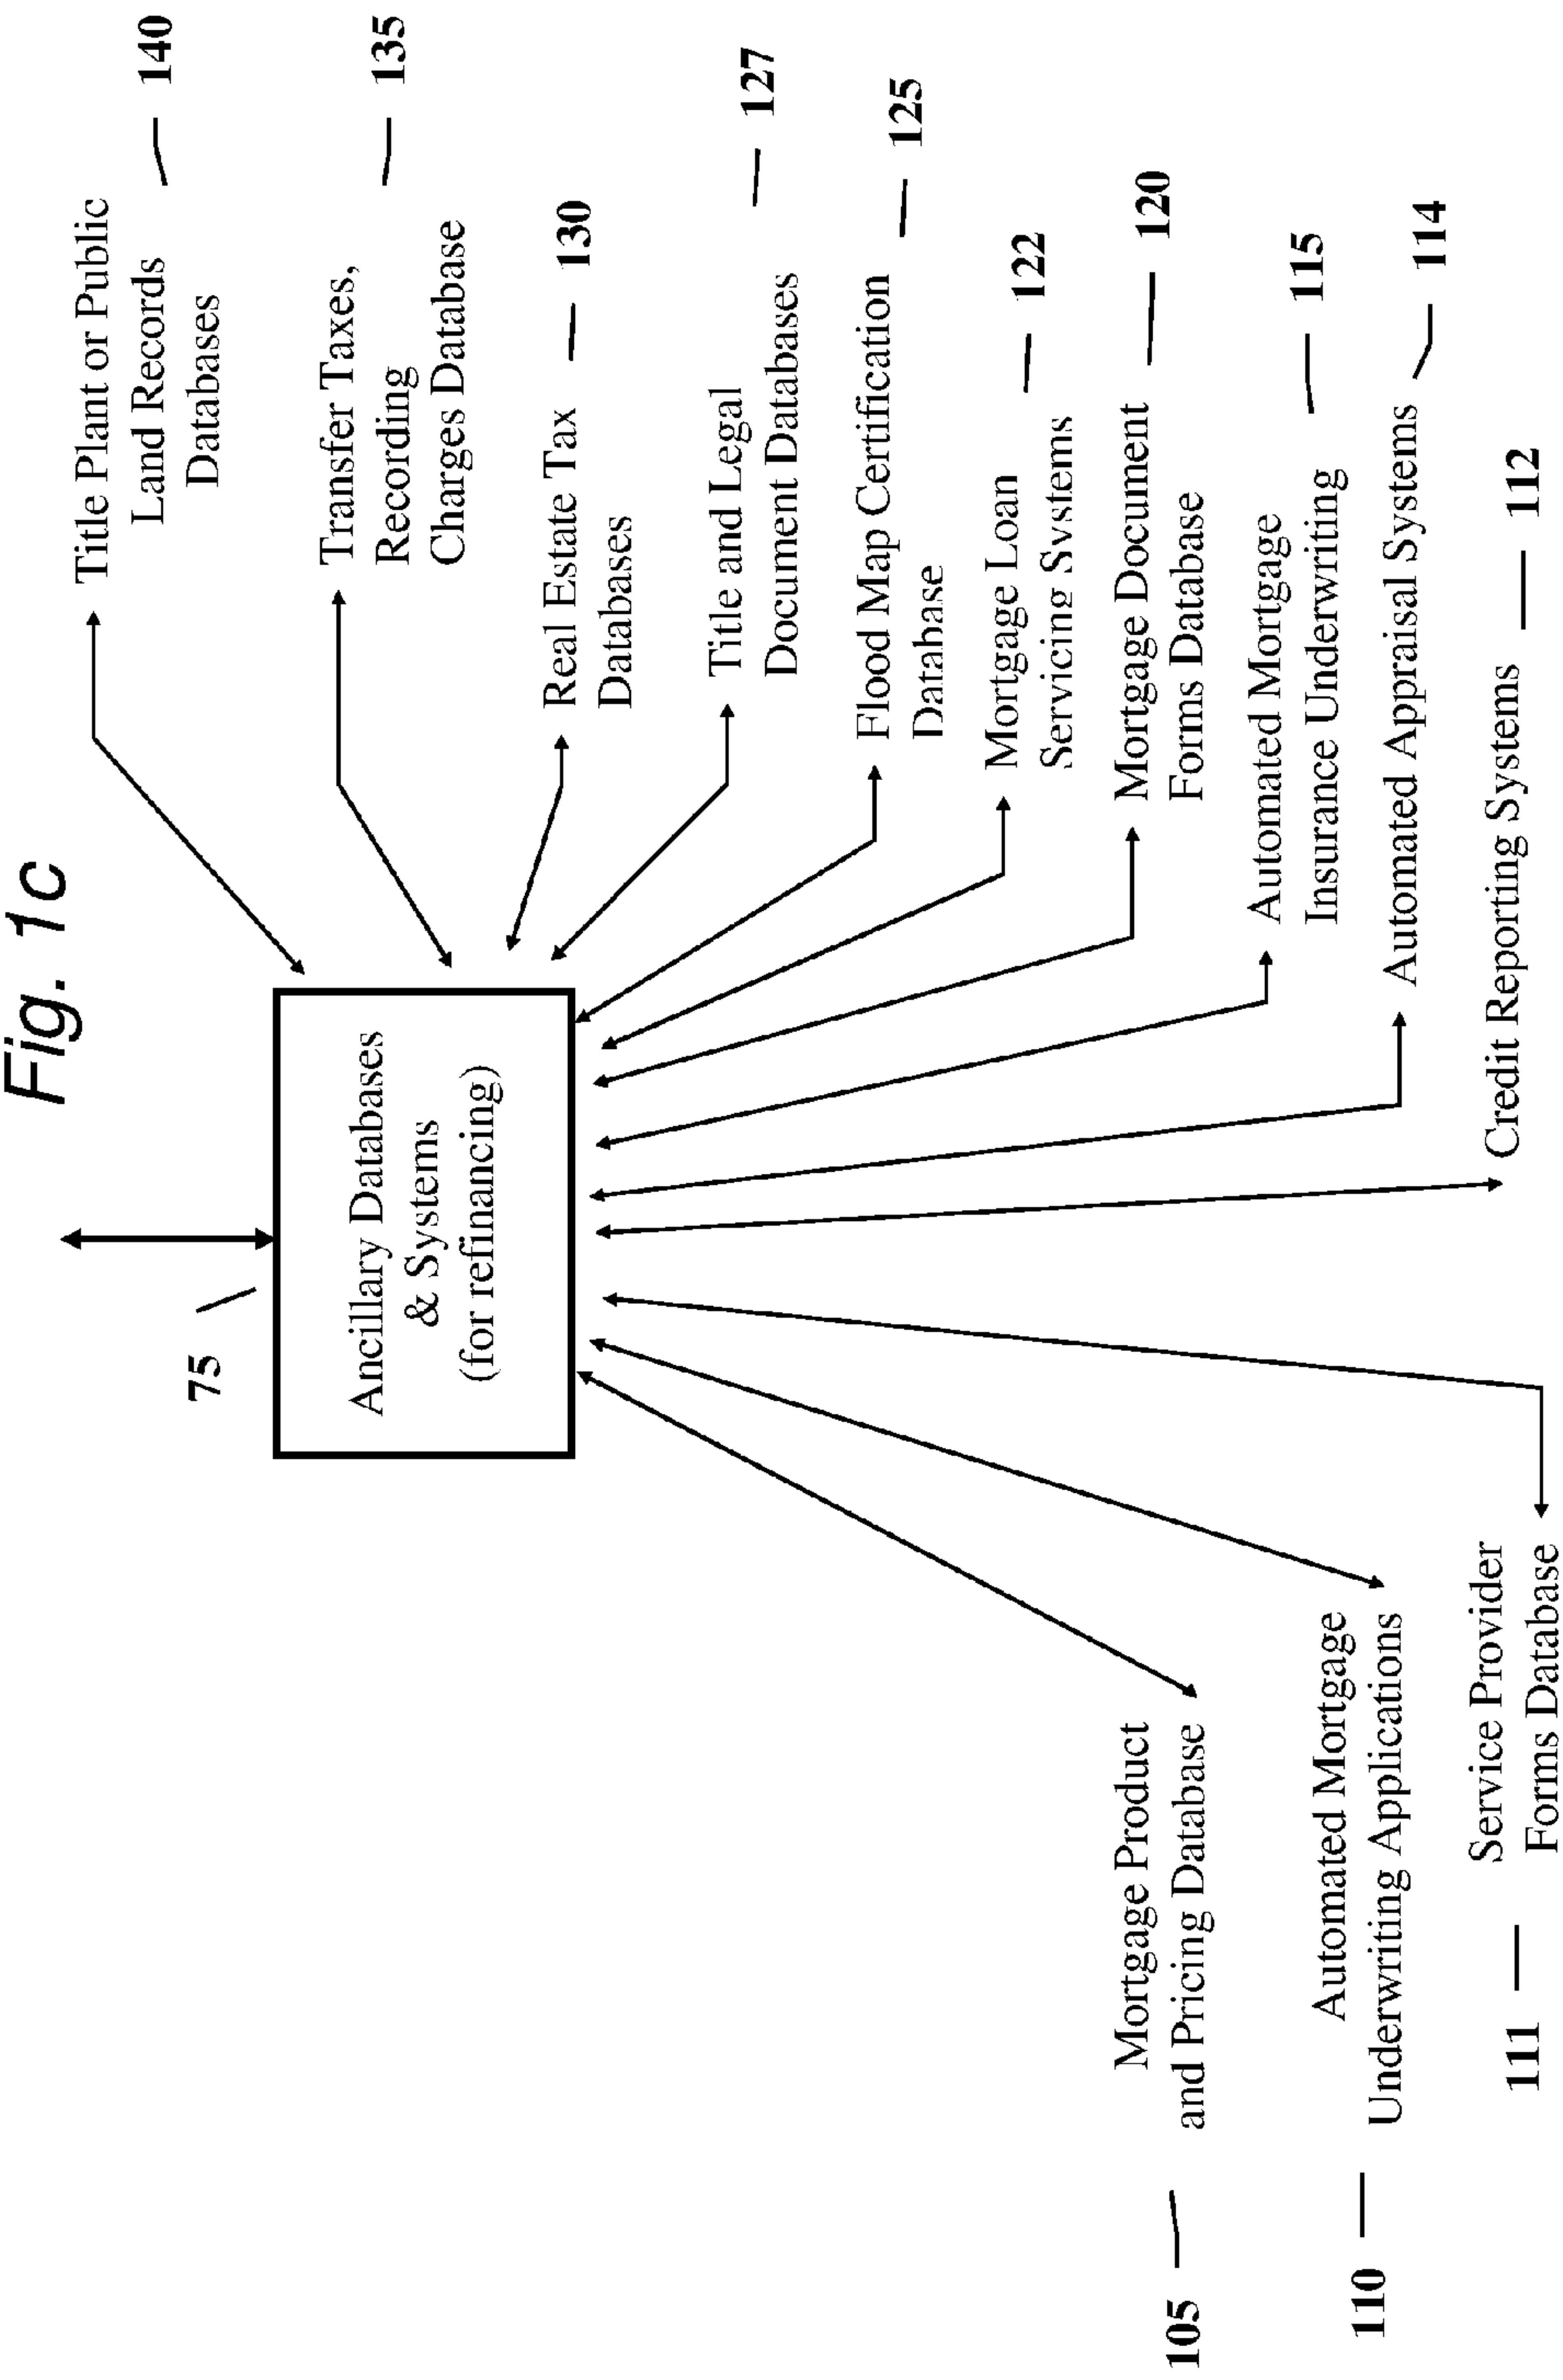 Fig. 1c
75
Ancillary Databases
& Systems
(for refinancing)
Title Plant or Public
Land Records
Databases
140
Transfer Taxes,
Recording
Charges Database
135
Real Estate Tax
Databases
130
Title and Legal
Document Databases
127
Flood Map Certification
Database
125
Mortgage Loan
Servicing Systems
122
Mortgage Document
Forms Database
120
Automated Mortgage
Insurance Underwriting
115
Automated Appraisal Systems
114
Credit Reporting Systems
112
Mortgage Product
and Pricing Database
105
Automated Mortgage
Underwriting Applications
110
Service Provider
Forms Database
111